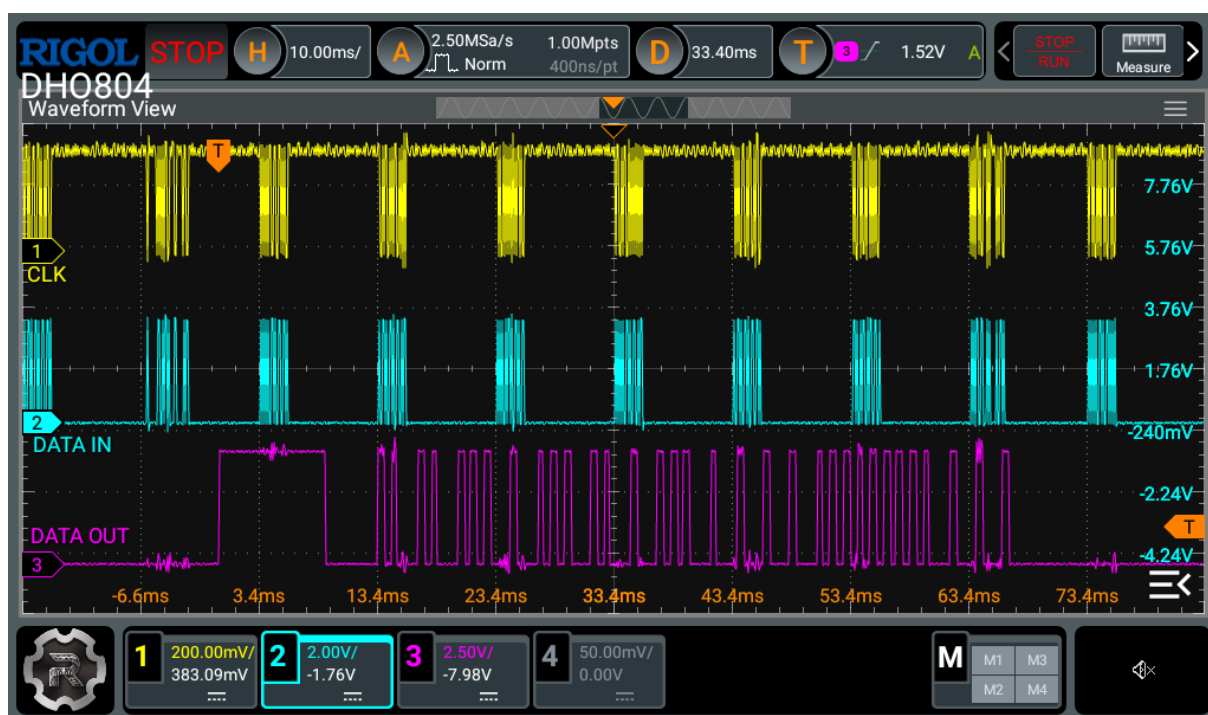 RIGOL STOP H 10.00ms/ A 2.50MSa/s 1.00Mpts D 33.40ms T 3 1.52V A STOP
Norm 400ns/pt RUN Measure
DHO804
Waveform View
T
7.76V
1 5.76V
CLK
3.76V
1.76V
2 -240mV
DATA IN
-2.24V
DATA OUT T
3 -4.24V
-6.6ms 3.4ms 13.4ms 23.4ms 33.4ms 43.4ms 53.4ms 63.4ms 73.4ms
R 1 200.00mV/ 2 2.00V/ 3 2.50V/ 4 50.00mV/ M M1 M3
383.09mV -1.76V -7.98V 0.00V M2 M4